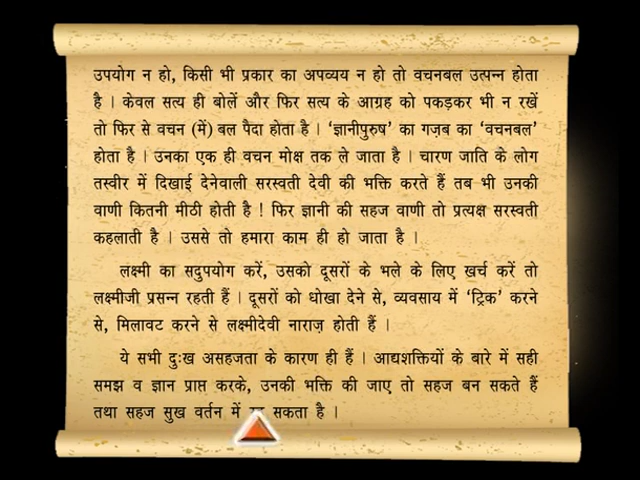 उपयोग न हो, किसी भी प्रकार का अपव्यय न हो तो वचनबल उत्पन्न होता
है । केवल सत्य ही बोलें और फिर सत्य के आग्रह को पकड़कर भी न रखें
तो फिर से वचन (में) बल पैदा होता है । ‘ज्ञानीपुरुष’ का गज़ब का ‘वचनबल’
होता है । उनका एक ही वचन मोक्ष तक ले जाता है । चारण जाति के लोग
तस्वीर में दिखाई देनेवाली सरस्वती देवी की भक्ति करते हैं तब भी उनकी
वाणी कितनी मीठी होती है ! फिर ज्ञानी की सहज वाणी तो प्रत्यक्ष सरस्वती
कहलाती है । उससे तो हमारा काम ही हो जाता है ।
लक्ष्मी का सदुपयोग करें, उसको दूसरों के भले के लिए खर्च करें तो
लक्ष्मीजी प्रसन्न रहती हैं । दूसरों को धोखा देने से, व्यवसाय में ‘ट्रिक’ करने
से, मिलावट करने से लक्ष्मीदेवी नाराज़ होती हैं ।
ये सभी दुःख असहजता के कारण ही हैं । आद्यशक्तियों के बारे में सही
समझ व ज्ञान प्राप्त करके, उनकी भक्ति की जाए तो सहज बन सकते हैं
तथा सहज सुख वर्तन में सकता है ।